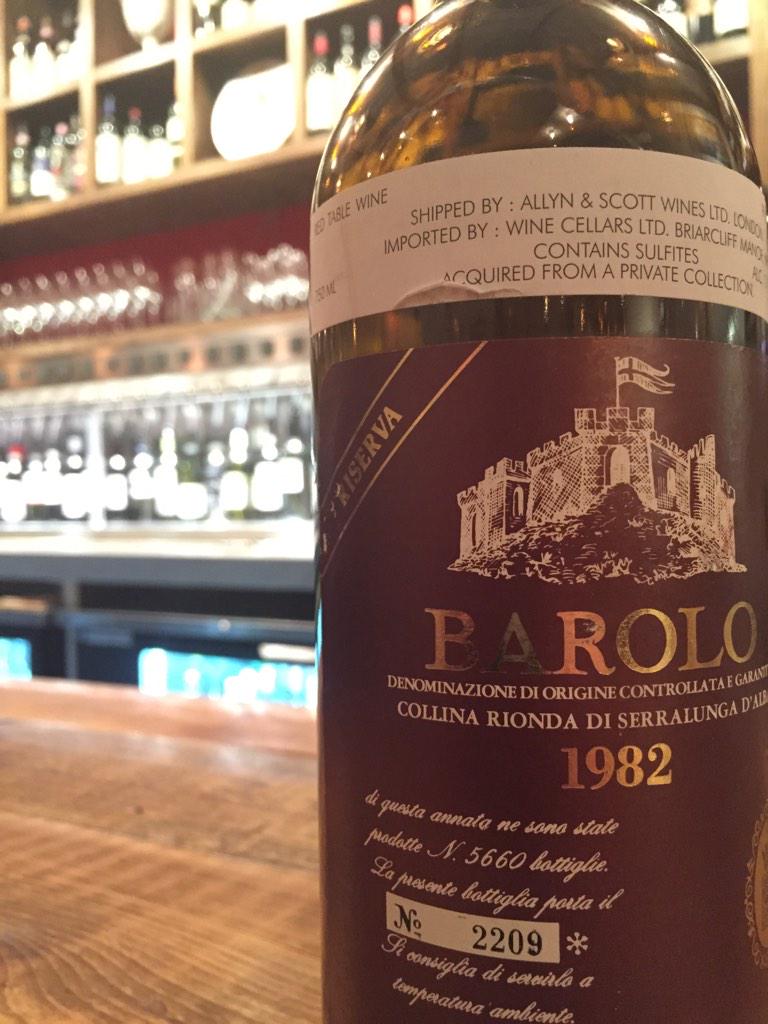 RED TABLE WINE
750 ML
SHIPPED BY : ALLYN & SCOTT WINES LTD. LONDON
IMPORTED BY : WINE CELLARS LTD. BRIARCLIFF MANOR
CONTAINS SULFITES
ALC
ACQUIRED FROM A PRIVATE COLLECTION
RISERVA
BAROLO
DENOMINAZIONE DI ORIGINE CONTROLLATA E GARANTIT
COLLINA RIONDA DI SERRALUNGA D'ALBA
1982
di questa annata ne sono state
prodotte N. 5660 bottiglie.
La presente bottiglia porta il
No 2209 *
Si consiglia di servirlo a
temperatura ambiente.